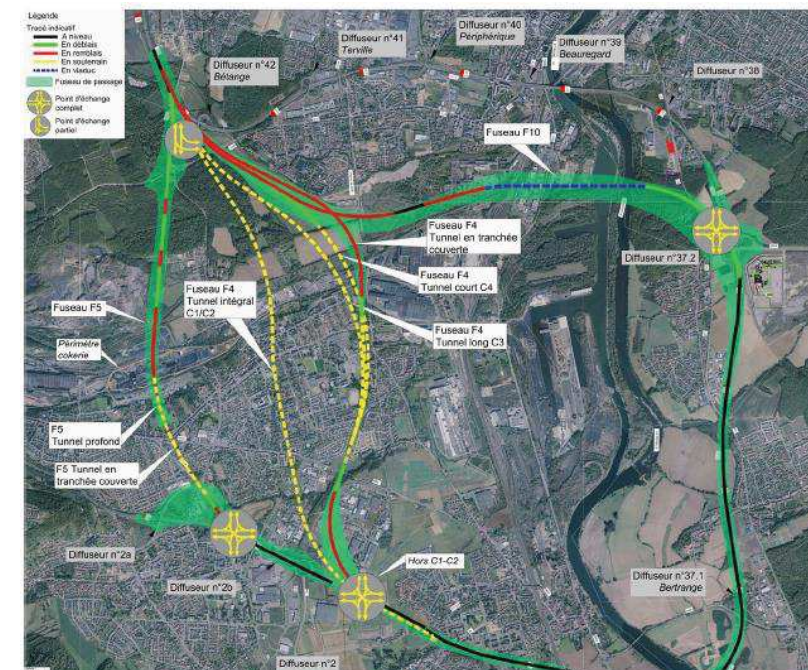 Légende
Tracé indicatif
A niveau
En déblais
En remblais
En souterrain
En viaduc
Fuseau de passage
Point d'échange
complet
Point d'échange
partiel
Diffuseur n°42
Bétange
Diffuseur n°41
Terville
Diffuseur n°40
Périphérique
Diffuseur n°39
Beauregard
Diffuseur n°38
Fuseau F10
Fuseau F4
Tunnel en tranchée
couverte
Fuseau F4
Tunnel court C4
Fuseau F4
Tunnel long C3
Fuseau F4
Tunnel intégral
C1/C2
Diffuseur n°37.2
Fuseau F5
Périmètre
cokerie
F5
Tunnel profond
F5 Tunnel en
tranchée couverte
Diffuseur n°2a
Diffuseur n°2b
Hors C1-C2
Diffuseur n°2
Diffuseur n°37.1
Bertrange